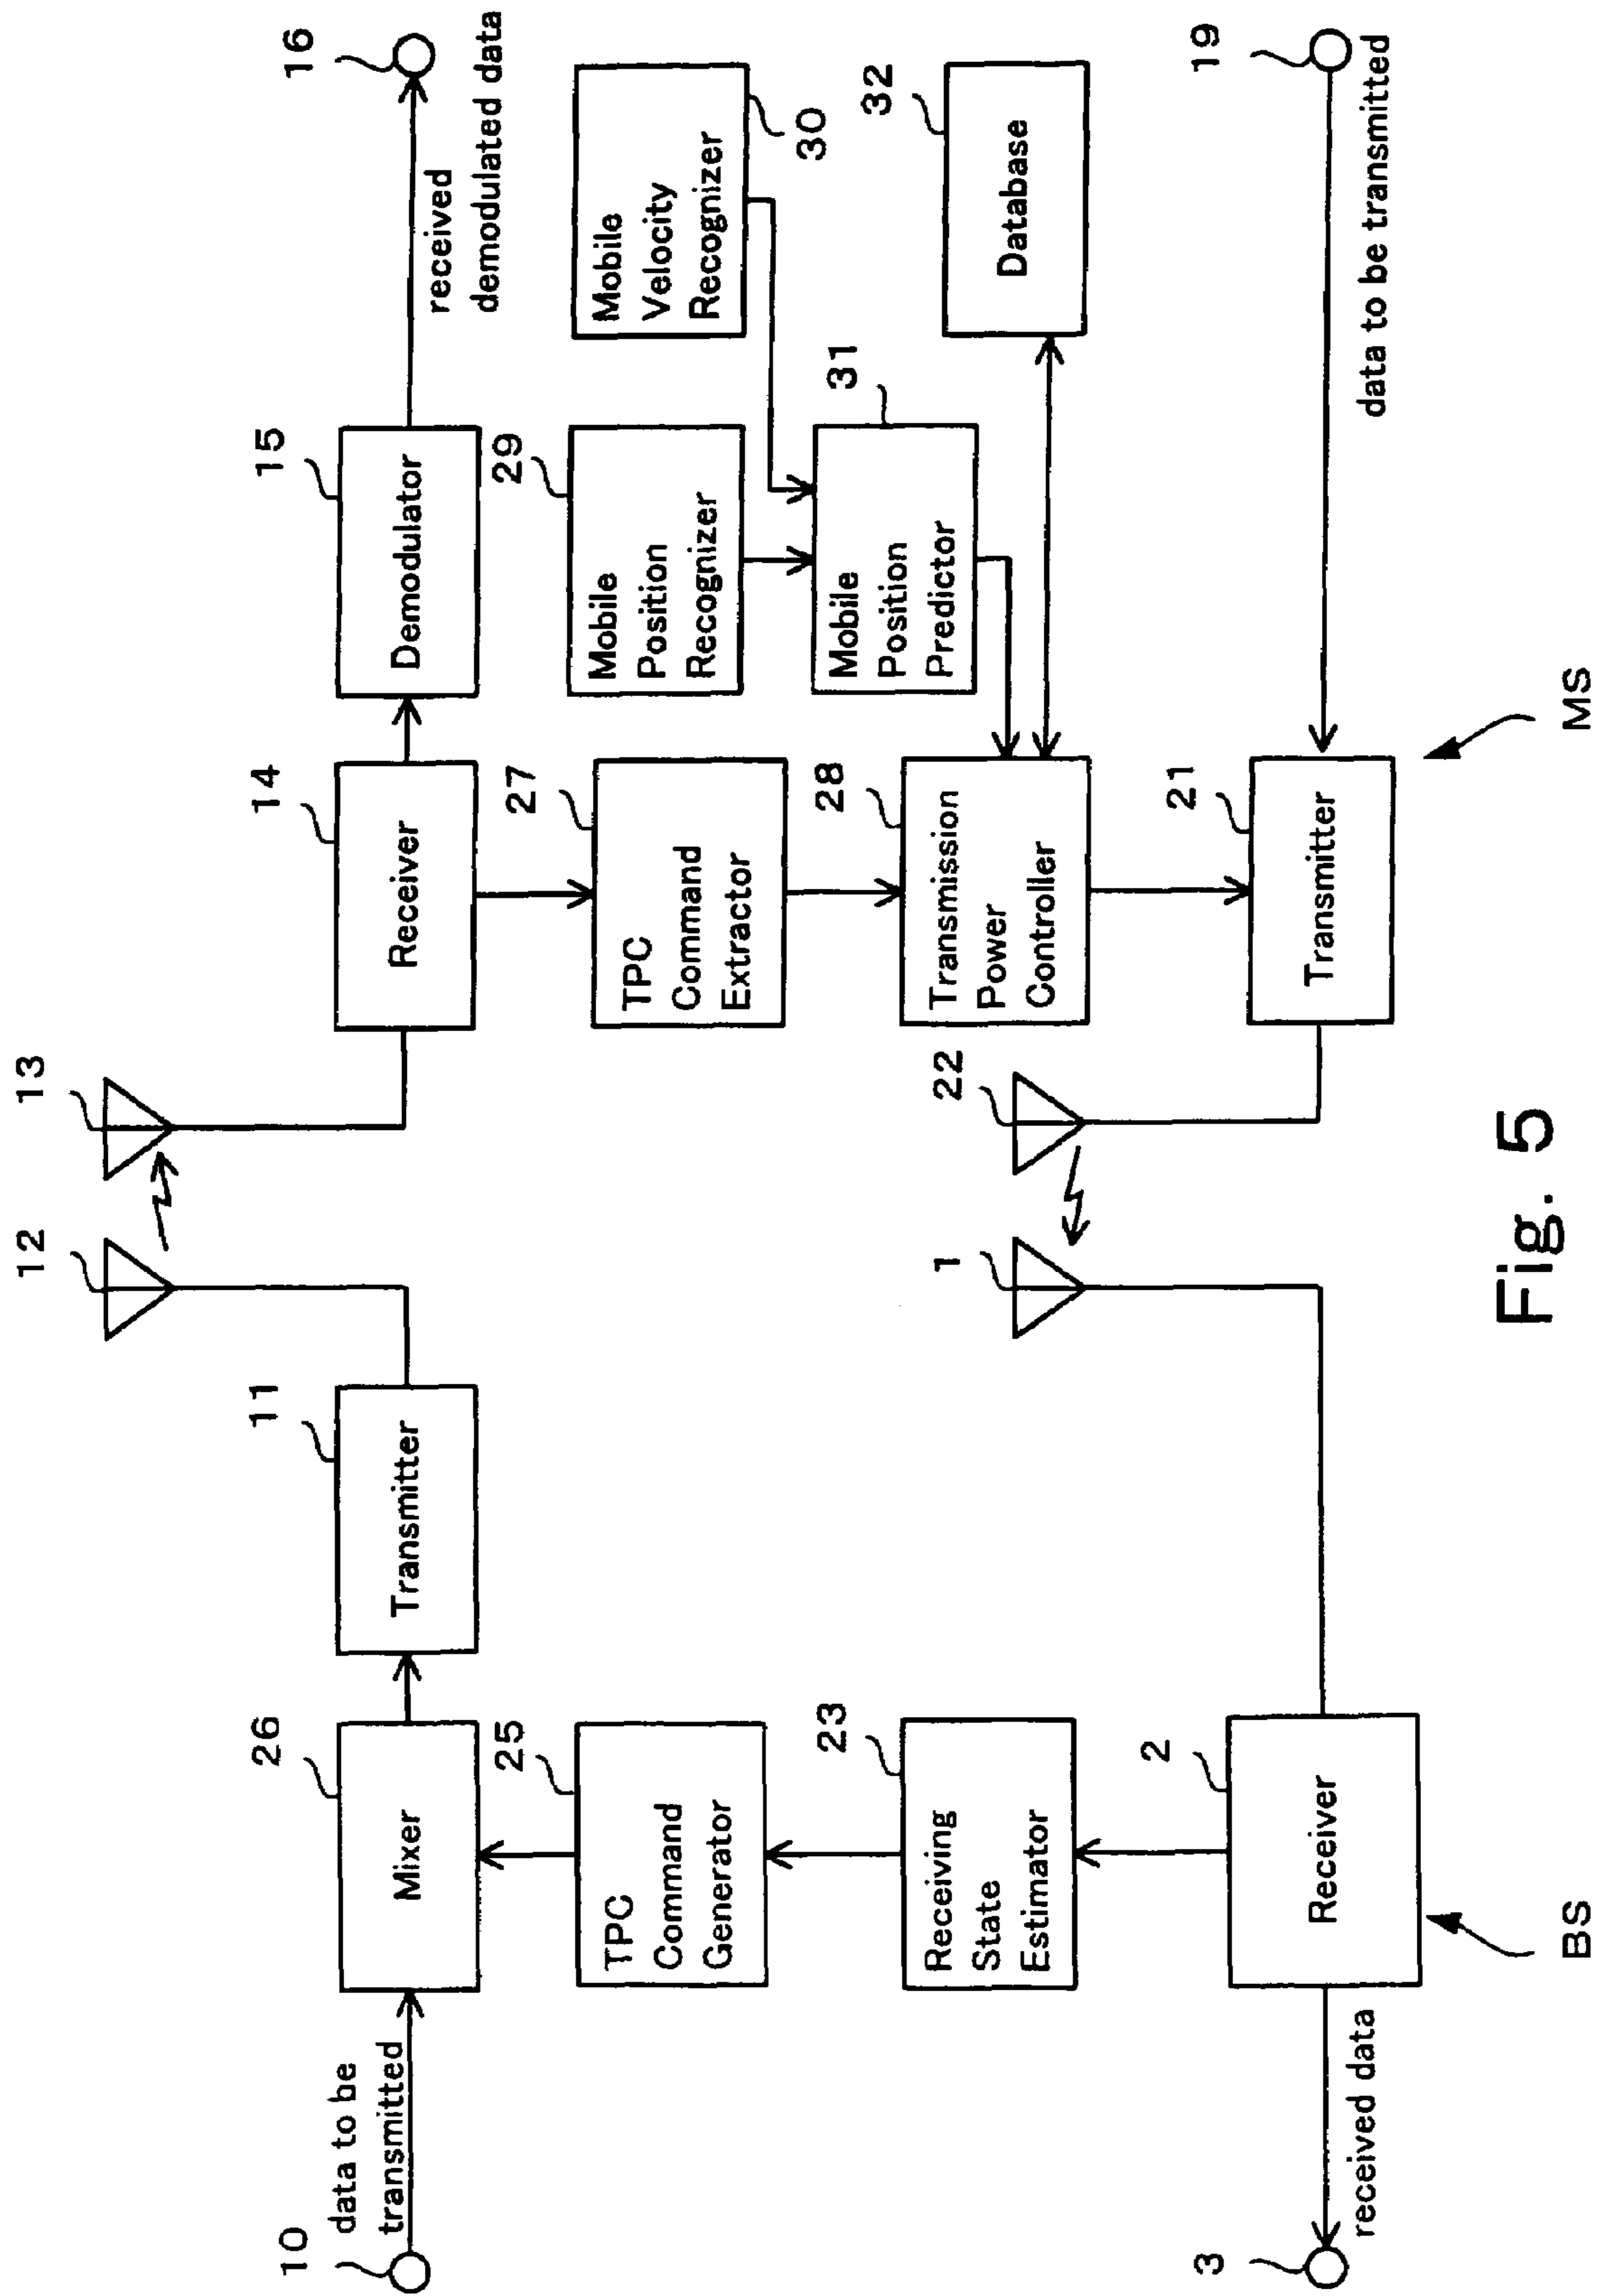 10
data to be
transmitted
26
Mixer
11
Transmitter
12
13
14
Receiver
15
Demodulator
received
demodulated data
16
25
TPC
Command
Generator
27
TPC
Command
Extractor
29
Mobile
Position
Recognizer
Mobile
Velocity
Recognizer
30
23
Receiving
State
Estimator
28
Transmission
Power
Controller
31
Mobile
Position
Predictor
32
Database
3
received data
2
Receiver
1
22
21
Transmitter
data to be transmitted
19
BS
MS
Fig. 5